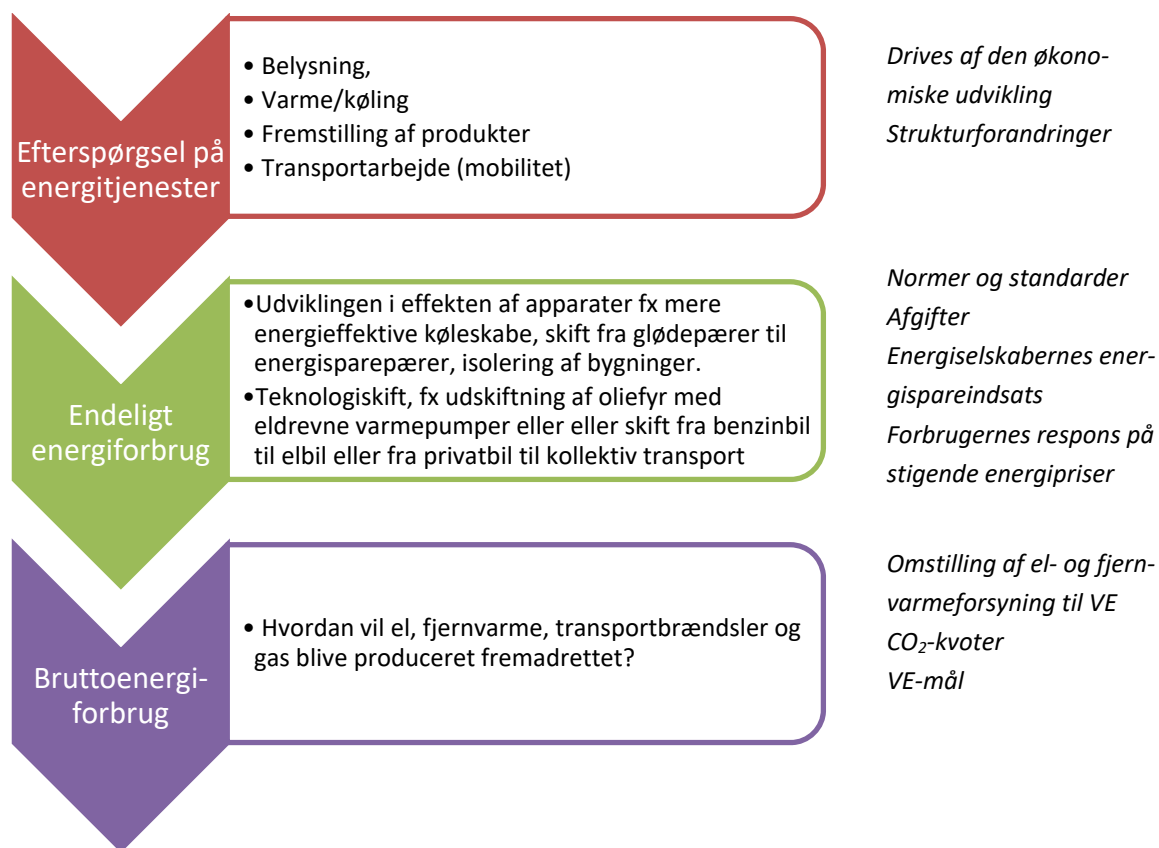 Efterspørgsel på
energitjenester
• Belysning,
• Varme/køling
• Fremstilling af produkter
• Transportarbejde (mobilitet)
Drives af den økono-
miske udvikling
Strukturforandringer
Endeligt
energiforbrug
•Udviklingen i effekten af apparater fx mere
energieffektive køleskabe, skift fra glødepærer til
energisparepærer, isolering af bygninger.
•Teknologiskift, fx udskiftning af oliefyr med
eldrevne varmepumper eller eller skift fra benzinbil
til elbil eller fra privatbil til kollektiv transport
Normer og standarder
Afgifter
Energiselskabernes ener-
gispareindsats
Forbrugernes respons på
stigende energipriser
Bruttoenergi-
forbrug
• Hvordan vil el, fjernvarme, transportbrændsler og
gas blive produceret fremadrettet?
Omstilling af el- og fjern-
varmeforsyning til VE
CO₂-kvoter
VE-mål